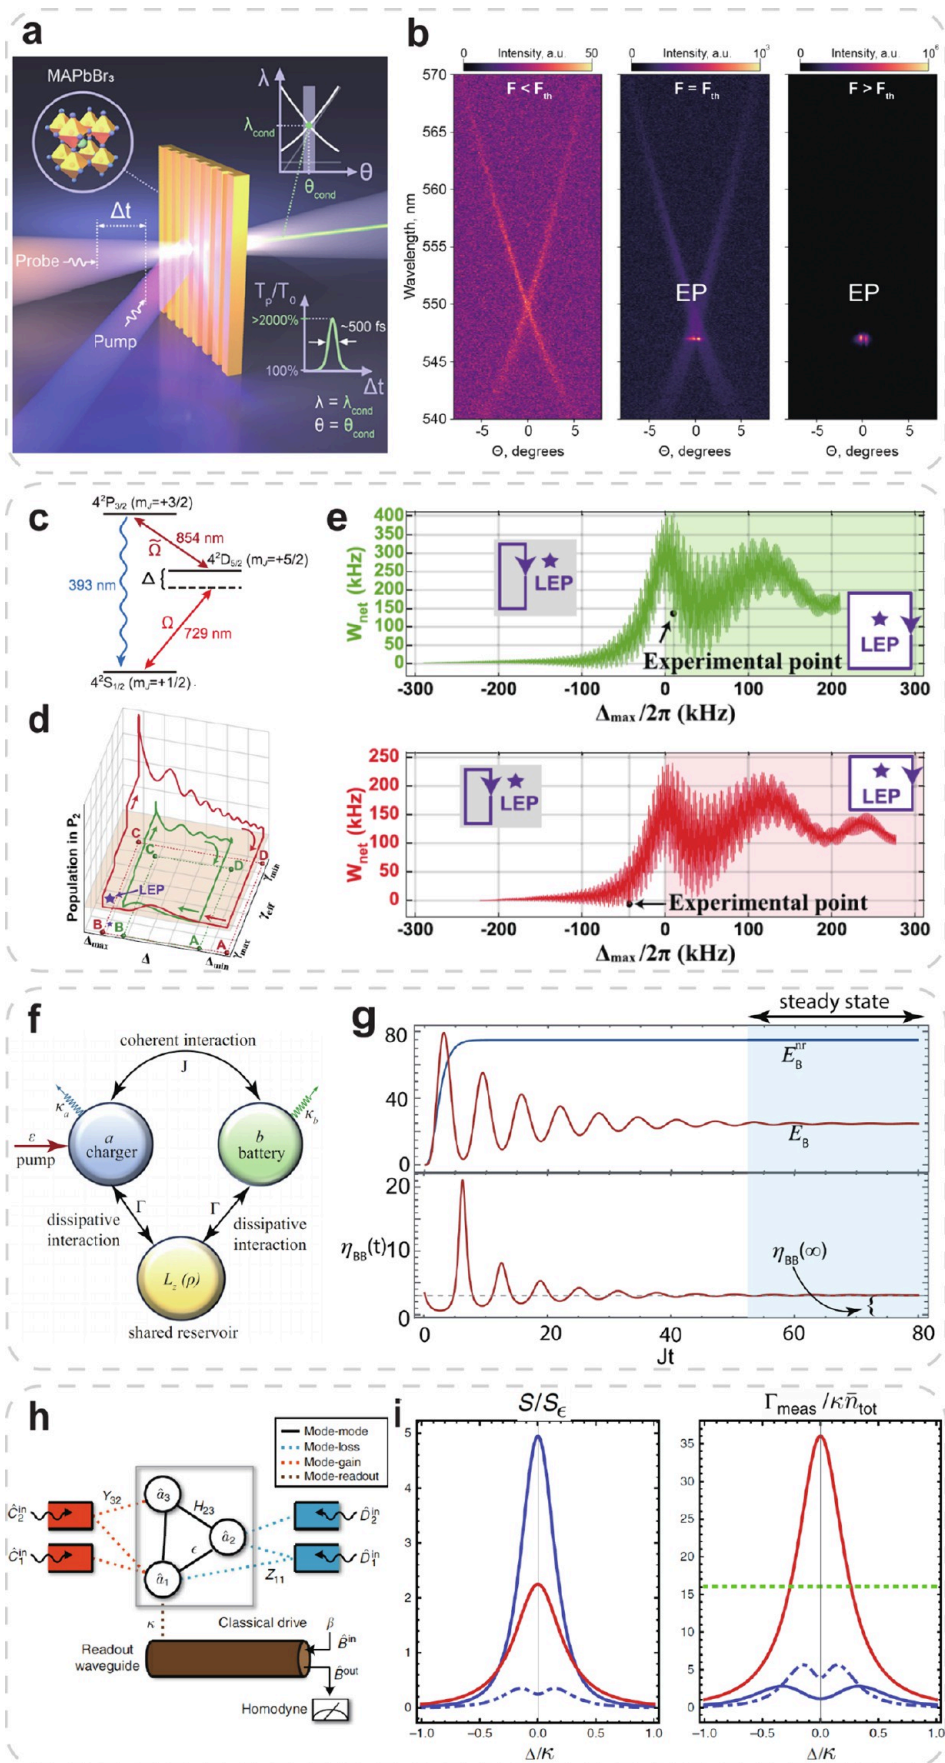 a
MAPbBr₃
λ
λcond
θ
θcond
Δt
Probe
Pump
Tp/T0
>2000%
~500 fs
100%
Δt
λ = λcond
θ = θcond
b
0 Intensity, a.u. 50
0 Intensity, a.u. 10³
0 Intensity, a.u. 10⁶
F < Fth
F = Fth
F > Fth
Wavelength, nm
570
565
560
555
550
545
540
EP
EP
-5 0 5
-5 0 5
-5 0 5
Θ, degrees
Θ, degrees
Θ, degrees
c
4²P3/2 (mJ=+3/2)
Ω̃
854 nm
4²D5/2 (mJ=+5/2)
393 nm
Δ
Ω
729 nm
4²S1/2 (mJ=+1/2)
d
Population in P2
LEP
C
C
D
D
B
B
A
A
Δmax
Δ
Δmin
γmin
γeff
γmax
e
Wnet (kHz)
400
350
300
250
200
150
100
50
0
LEP
LEP
Experimental point
-300 -200 -100 0 100 200 300
Δmax/2π (kHz)
Wnet (kHz)
250
200
150
100
50
0
LEP
LEP
Experimental point
-300 -200 -100 0 100 200 300
Δmax/2π (kHz)
f
coherent interaction
J
κa
κb
ε
pump
a
charger
b
battery
Γ
Γ
dissipative
interaction
dissipative
interaction
Lz (ρ)
shared reservoir
g
steady state
80
40
0
EBnr
EB
20
10
0
ηBB(t)
ηBB(∞)
0 20 40 60 80
Jt
h
Mode-mode
Mode-loss
Mode-gain
Mode-readout
Ĉ2in
Ĉ1in
Y32
â3
H23
â2
ϵ
â1
Z11
D̂2in
D̂1in
κ
Classical drive
β
B̂in
Readout
waveguide
B̂out
Homodyne
i
S/Sϵ
5
4
3
2
1
0
-1.0 -0.5 0.0 0.5 1.0
Δ/κ
Γmeas/κn̄tot
35
30
25
20
15
10
5
0
-1.0 -0.5 0.0 0.5 1.0
Δ/κ